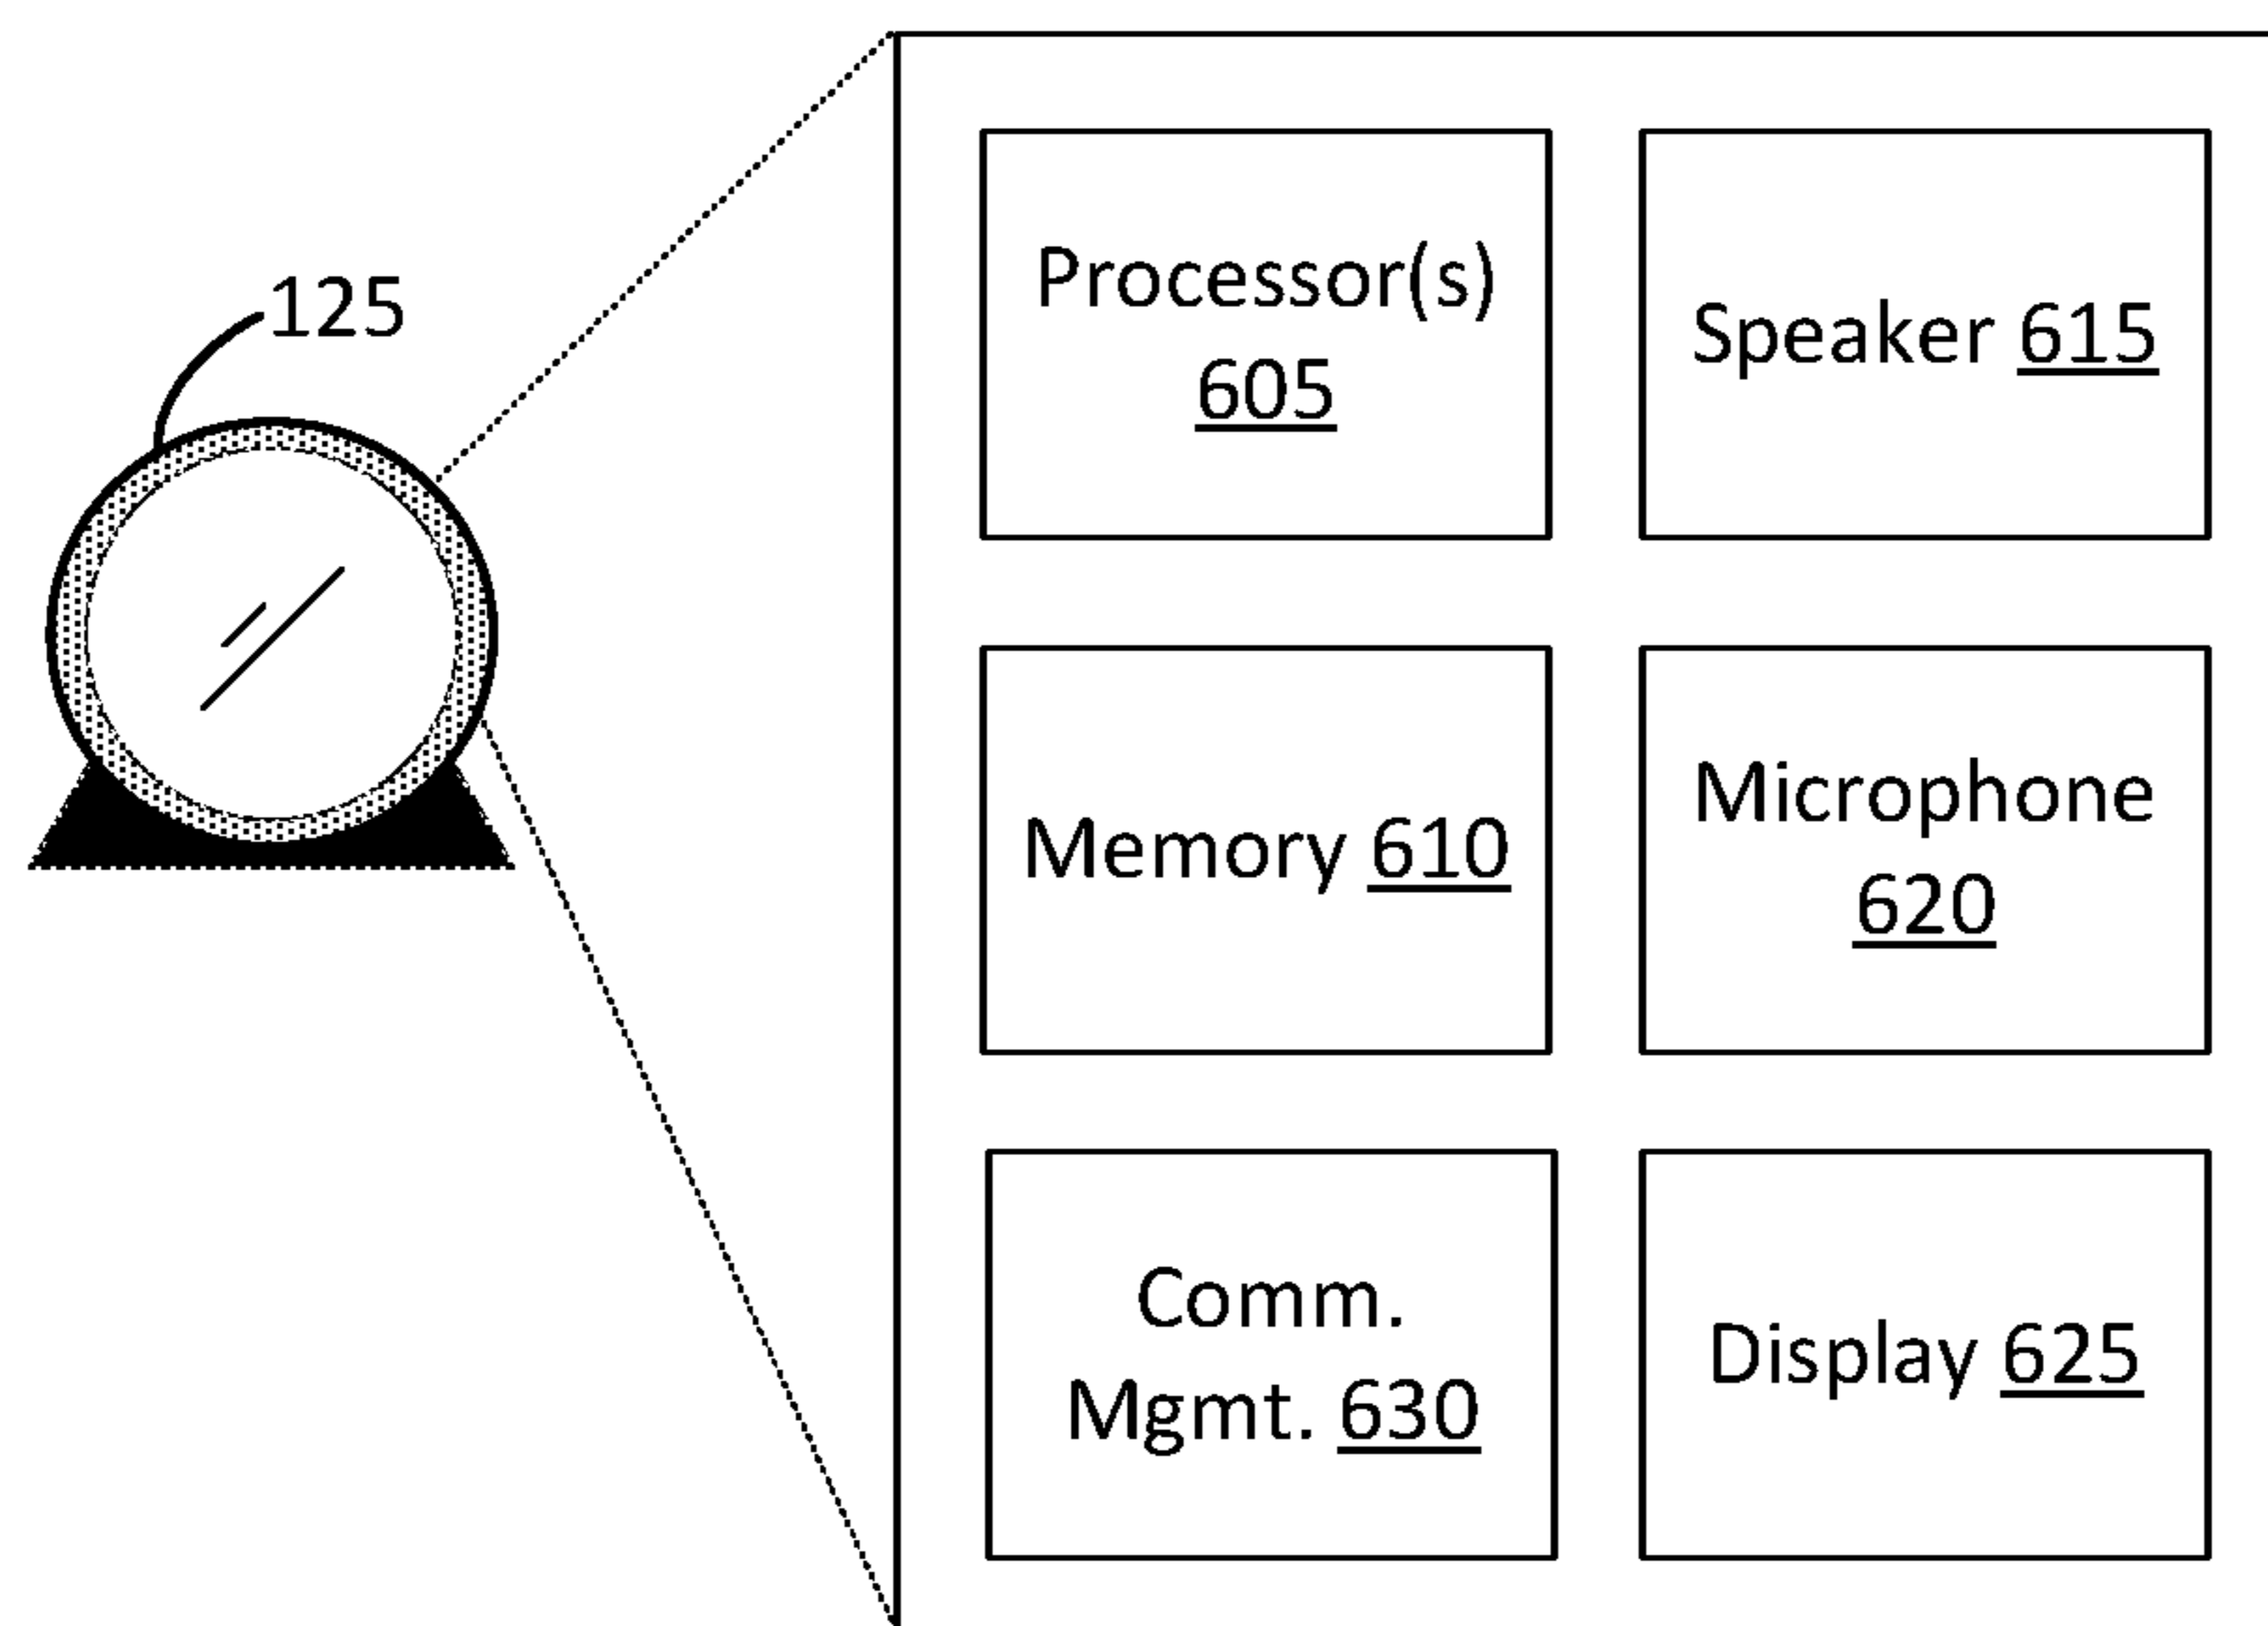 125
Processor(s)
605
Speaker 615
Memory 610
Microphone
620
Comm.
Mgmt. 630
Display 625